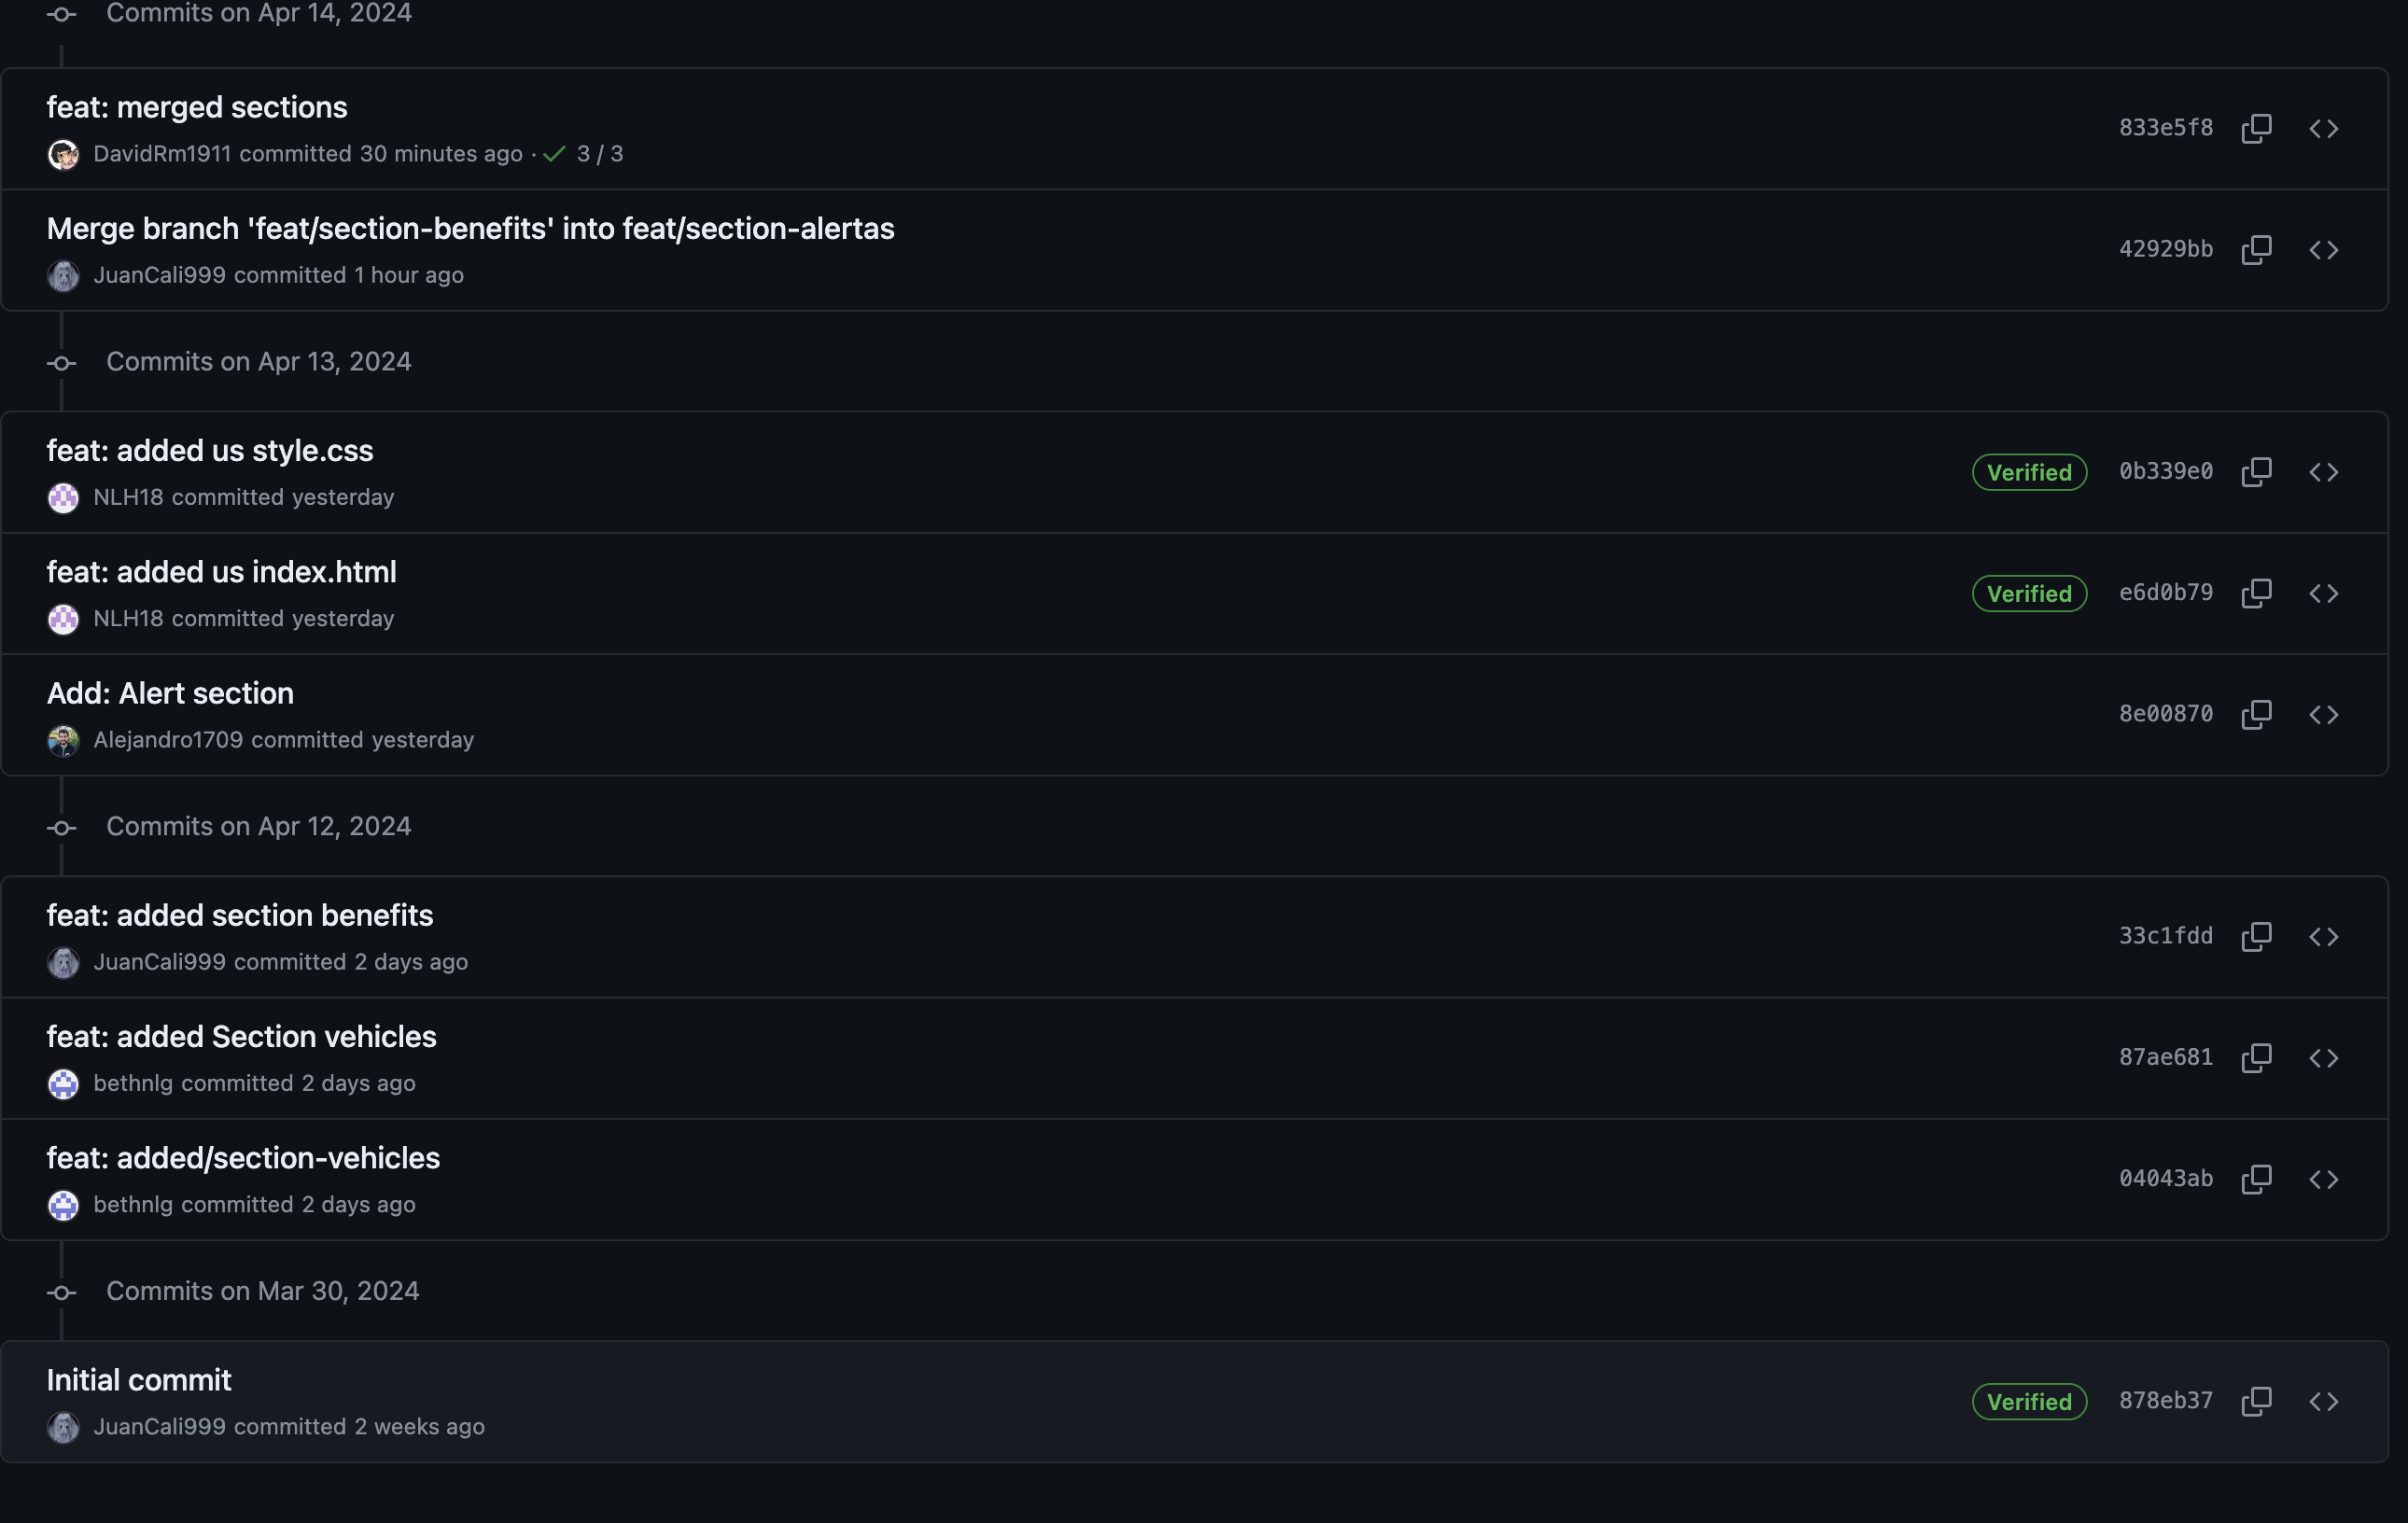 Commits on Apr 14, 2024
feat: merged sections
DavidRm1911 committed 30 minutes ago · 3 / 3
833e5f8
Merge branch 'feat/section-benefits' into feat/section-alertas
JuanCali999 committed 1 hour ago
42929bb
Commits on Apr 13, 2024
feat: added us style.css
NLH18 committed yesterday
Verified 0b339e0
feat: added us index.html
NLH18 committed yesterday
Verified e6d0b79
Add: Alert section
Alejandro1709 committed yesterday
8e00870
Commits on Apr 12, 2024
feat: added section benefits
JuanCali999 committed 2 days ago
33c1fdd
feat: added Section vehicles
bethnlg committed 2 days ago
87ae681
feat: added/section-vehicles
bethnlg committed 2 days ago
04043ab
Commits on Mar 30, 2024
Initial commit
JuanCali999 committed 2 weeks ago
Verified 878eb37